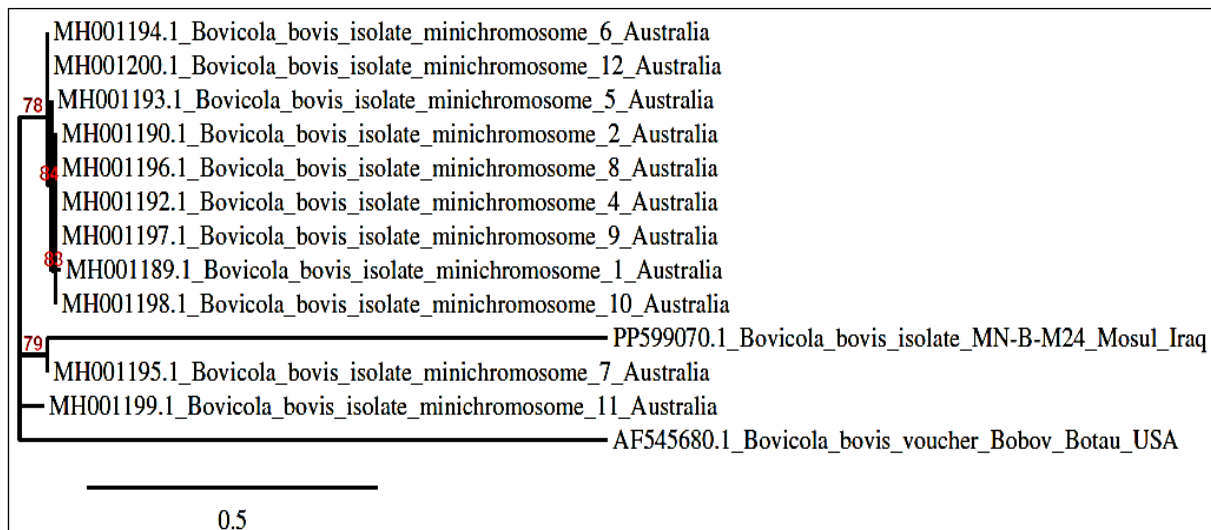 MH001194.1_Bovicola_bovis_isolate_minichromosome_6_Australia
MH001200.1_Bovicola_bovis_isolate_minichromosome_12_Australia
78
MH001193.1_Bovicola_bovis_isolate_minichromosome_5_Australia
MH001190.1_Bovicola_bovis_isolate_minichromosome_2_Australia
84
MH001196.1_Bovicola_bovis_isolate_minichromosome_8_Australia
MH001192.1_Bovicola_bovis_isolate_minichromosome_4_Australia
MH001197.1_Bovicola_bovis_isolate_minichromosome_9_Australia
83
MH001189.1_Bovicola_bovis_isolate_minichromosome_1_Australia
MH001198.1_Bovicola_bovis_isolate_minichromosome_10_Australia
79
PP599070.1_Bovicola_bovis_isolate_MN-B-M24_Mosul_Iraq
MH001195.1_Bovicola_bovis_isolate_minichromosome_7_Australia
MH001199.1_Bovicola_bovis_isolate_minichromosome_11_Australia
AF545680.1_Bovicola_bovis_voucher_Bobov_Botau_USA
0.5